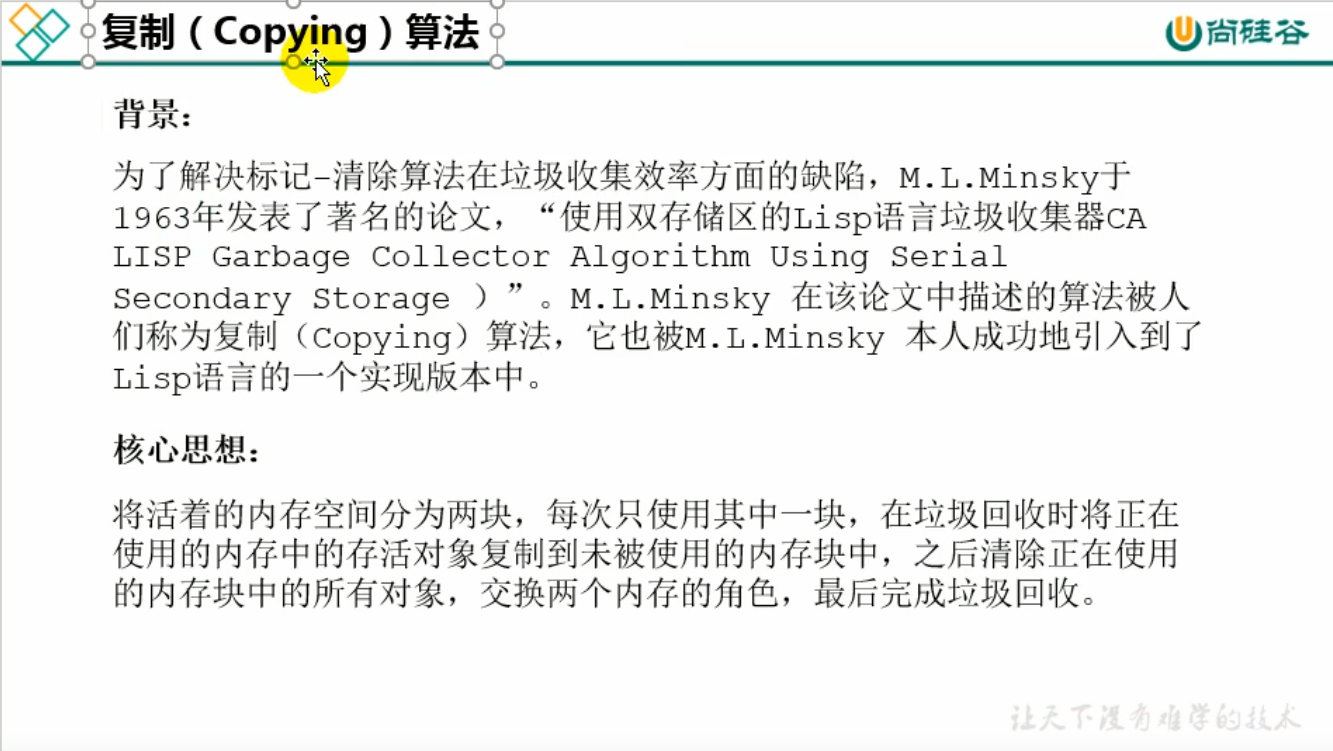 复制（Copying）算法
尚硅谷
背景：
为了解决标记-清除算法在垃圾收集效率方面的缺陷，M.L.Minsky于
1963年发表了著名的论文，“使用双存储区的Lisp语言垃圾收集器CA
LISP Garbage Collector Algorithm Using Serial
Secondary Storage ）”。M.L.Minsky 在该论文中描述的算法被人
们称为复制（Copying）算法，它也被M.L.Minsky 本人成功地引入到了
Lisp语言的一个实现版本中。
核心思想：
将活着的内存空间分为两块，每次只使用其中一块，在垃圾回收时将正在
使用的内存中的存活对象复制到未被使用的内存块中，之后清除正在使用
的内存块中的所有对象，交换两个内存的角色，最后完成垃圾回收。
让天下没有难学的技术